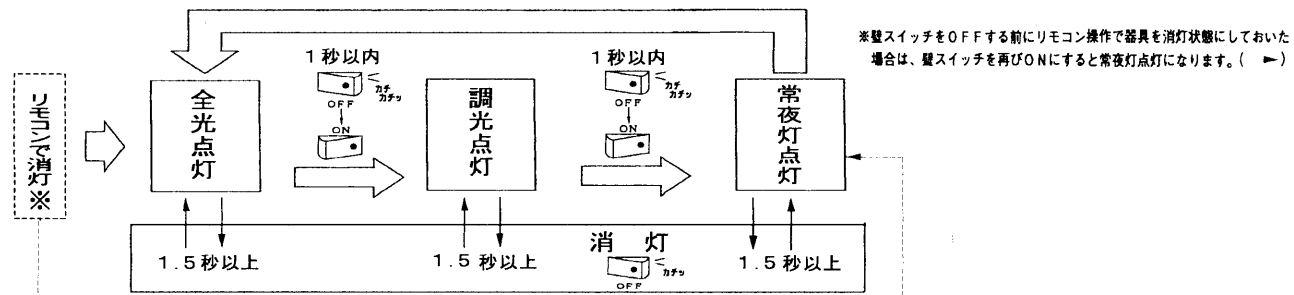 ※壁スイッチをOFFする前にリモコン操作で器具を消灯状態にしておいた
場合は、壁スイッチを再びONにすると常夜灯点灯になります。(　►)
リモコンで消灯※
全光点灯
1秒以内
カチ
カチッ
OFF
ON
調光点灯
1秒以内
カチ
カチッ
OFF
ON
常夜灯点灯
消　灯
1.5秒以上
1.5秒以上
カチッ
OFF
1.5秒以上